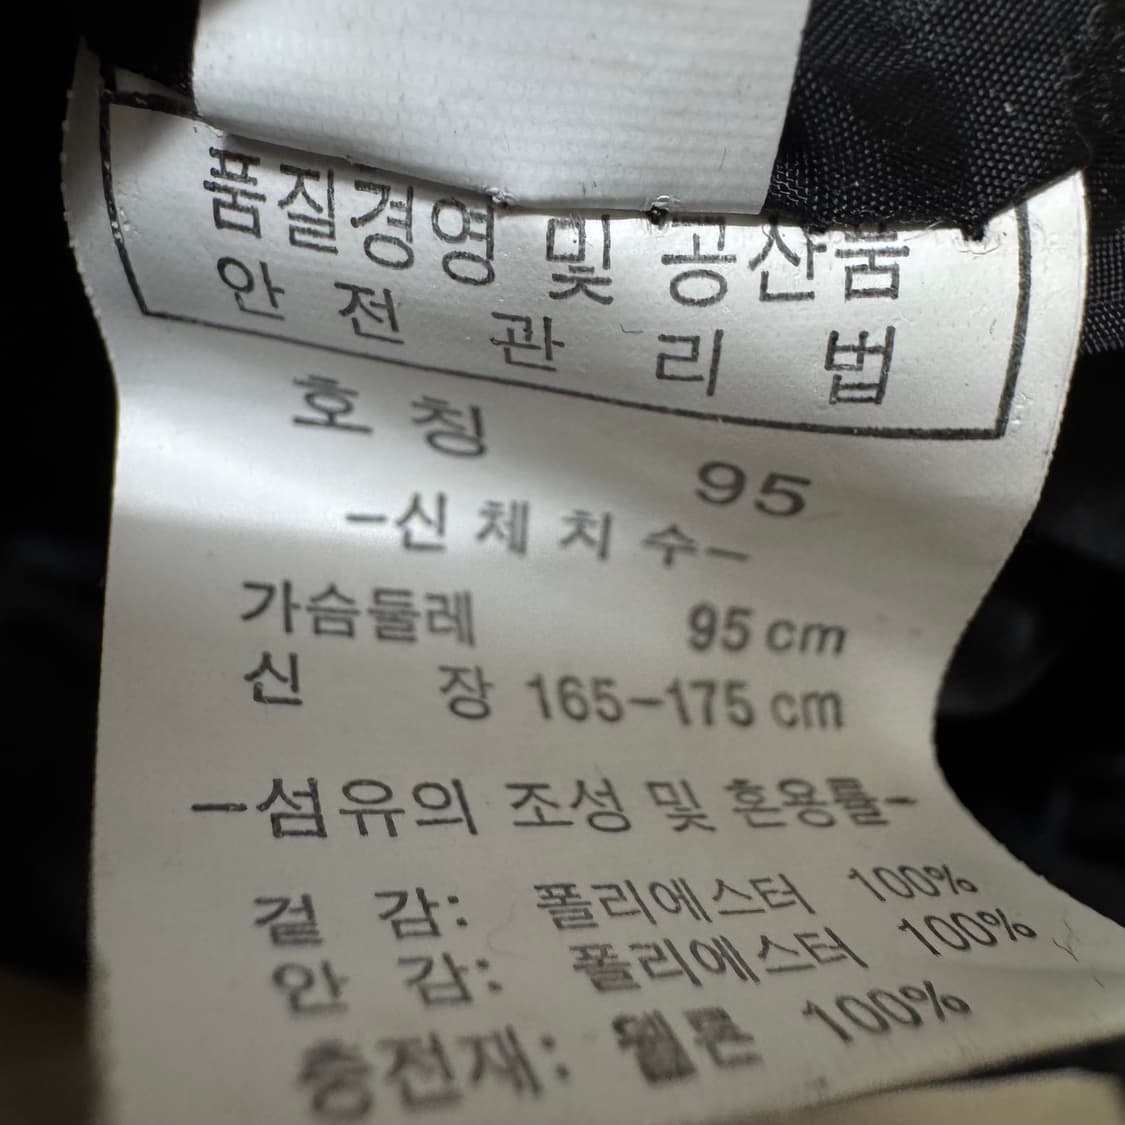 품질경영 및 공산품
안 전 관 리 법
호 칭 95
-신 체 치 수-
가슴둘레 95 cm
신 장 165-175 cm
-섬유의 조성 및 혼용률-
겉 감: 폴리에스터 100%
안 감: 폴리에스터 100%
충전재: 웰론 100%